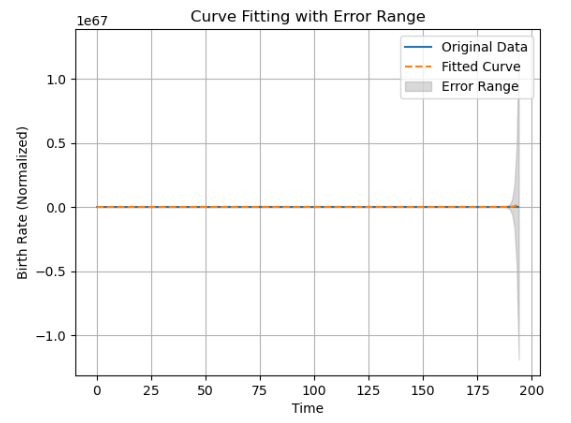 Curve Fitting with Error Range
1e67
Original Data
Fitted Curve
Error Range
Birth Rate (Normalized)
1.0
0.5
0.0
−0.5
−1.0
0 25 50 75 100 125 150 175 200
Time